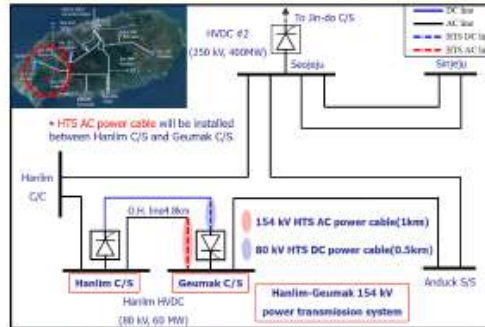 To Jin-do C/S
HVDC #2
(250 kV, 400MW)
DC line
AC line
HTS DC
HTS AC
Seojeju
Sinjeju
• HTS AC power cable will be installed
between Hanlim C/S and Geumak C/S.
Hanlim
C/C
O.H. line4.8km
154 kV HTS AC power cable(1km)
80 kV HTS DC power cable(0.5km)
Hanlim C/S
Geumak C/S
Anduck S/S
Hanlim HVDC
(80 kV, 60 MW)
Hanlim-Geumak 154 kV
power transmission system